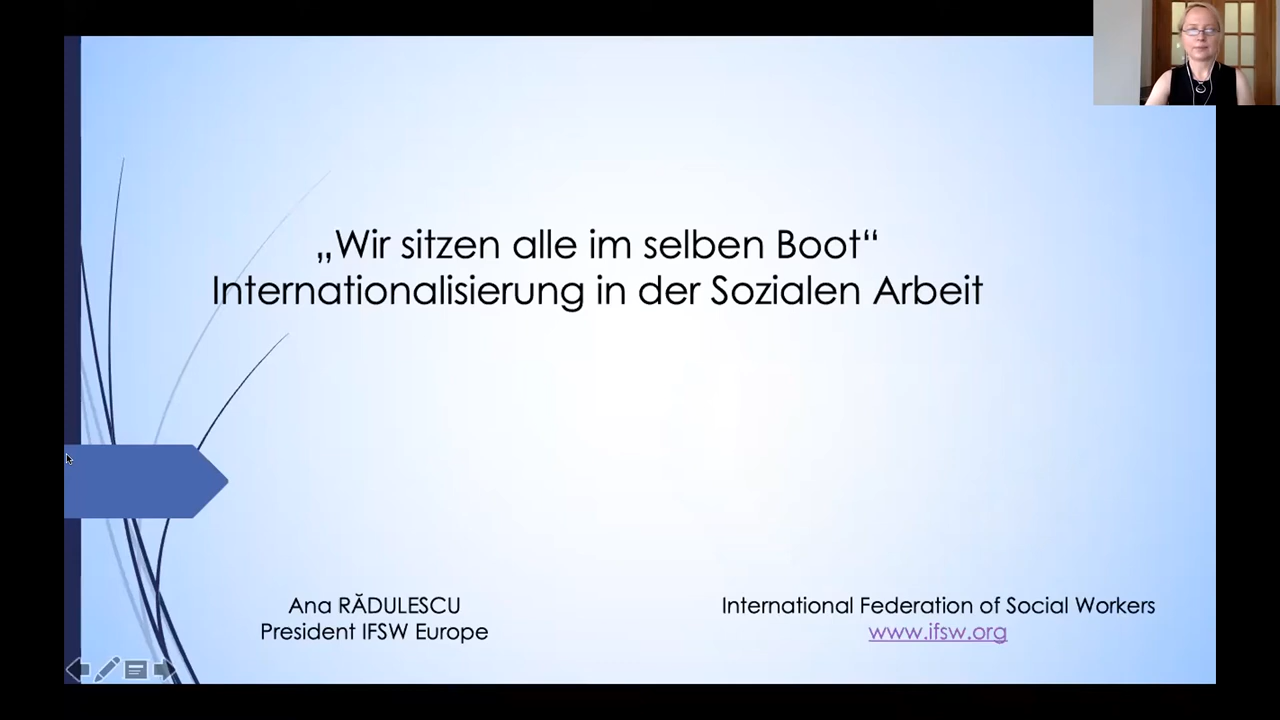 „Wir sitzen alle im selben Boot“
Internationalisierung in der Sozialen Arbeit
Ana RĂDULESCU
President IFSW Europe
International Federation of Social Workers
www.ifsw.org